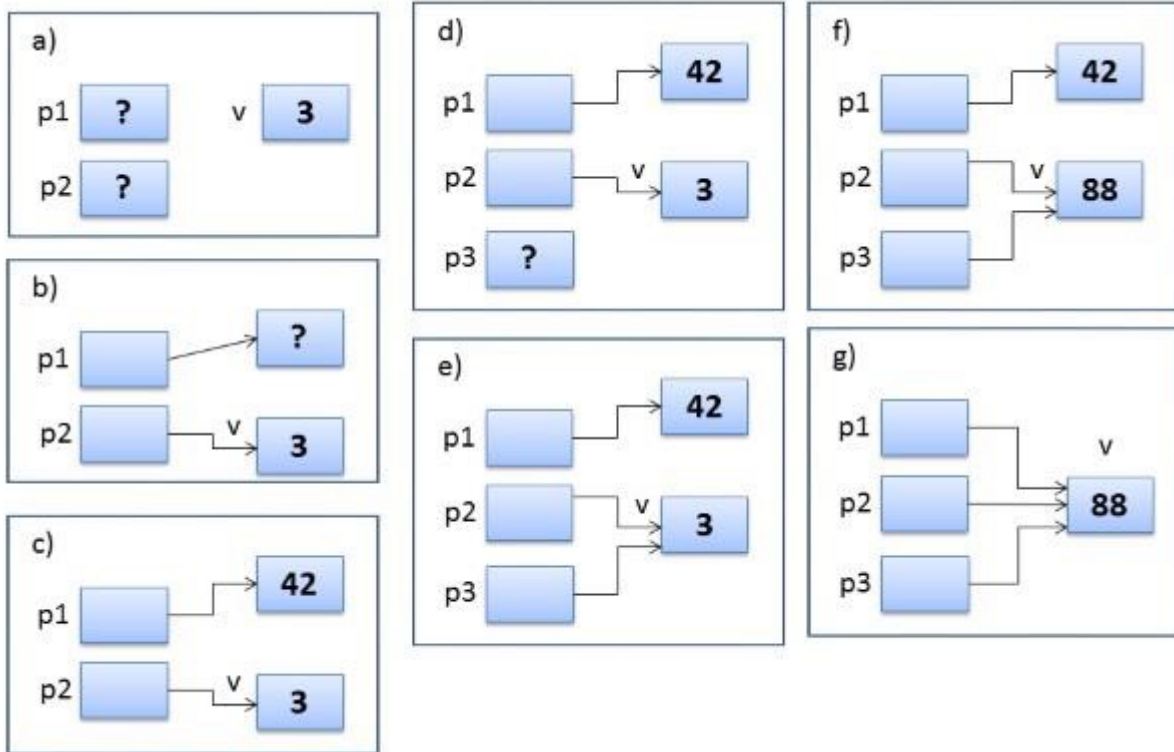 a)
p1 ? v 3
p2 ?
b)
p1 ?
p2 v 3
c)
p1 42
p2 v 3
d)
p1 42
p2 v 3
p3 ?
e)
p1 42
p2 v 3
p3
f)
p1 42
p2 v 88
p3
g)
p1 v
p2 88
p3